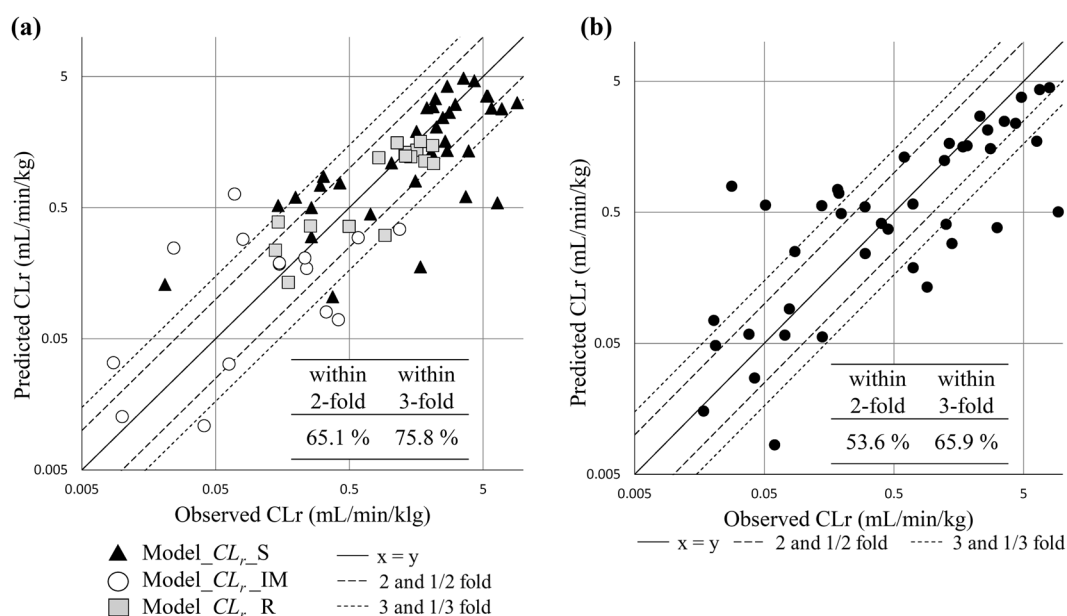 (a)
Predicted CLr (mL/min/kg)
5
0.5
0.05
0.005
within within
2-fold 3-fold
65.1 % 75.8 %
0.005 0.05 0.5 5
Observed CLr (mL/min/klg)
Model_CLr_S
Model_CLr_IM
Model_CLr_R
x = y
2 and 1/2 fold
3 and 1/3 fold
(b)
Predicted CLr (mL/min/kg)
5
0.5
0.05
0.005
within within
2-fold 3-fold
53.6 % 65.9 %
0.005 0.05 0.5 5
Observed CLr (mL/min/kg)
x = y 2 and 1/2 fold 3 and 1/3 fold